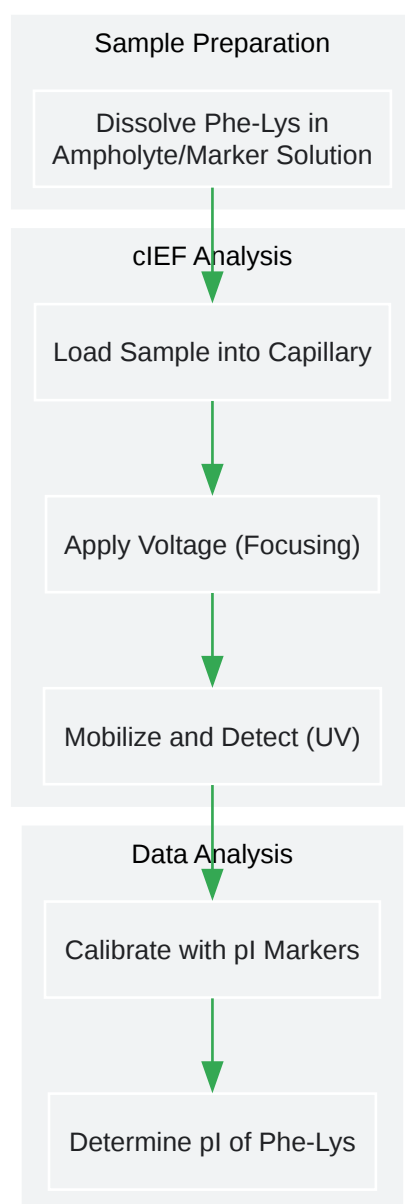 Sample Preparation
Dissolve Phe-Lys in
Ampholyte/Marker Solution
cIEF Analysis
Load Sample into Capillary
Apply Voltage (Focusing)
Mobilize and Detect (UV)
Data Analysis
Calibrate with pI Markers
Determine pI of Phe-Lys